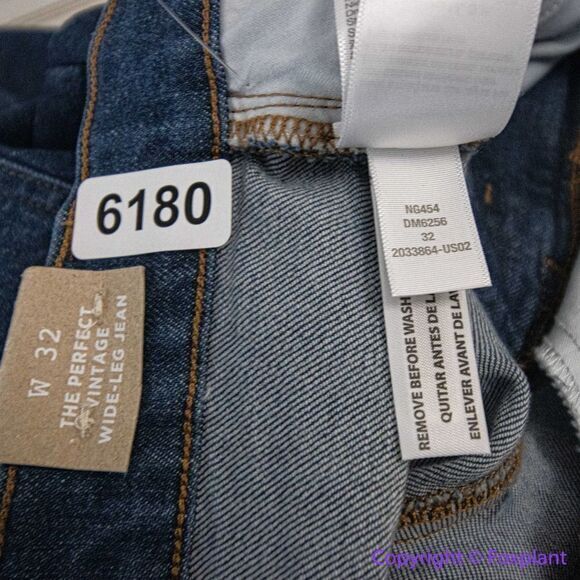 6180
W 32
THE PERFECT
VINTAGE
WIDE-LEG JEAN
NG454
DM6256
32
2033864-US02
REMOVE BEFORE WASH
QUITAR ANTES DE LA
ENLEVER AVANT DE LA
Copyright © Fosplant